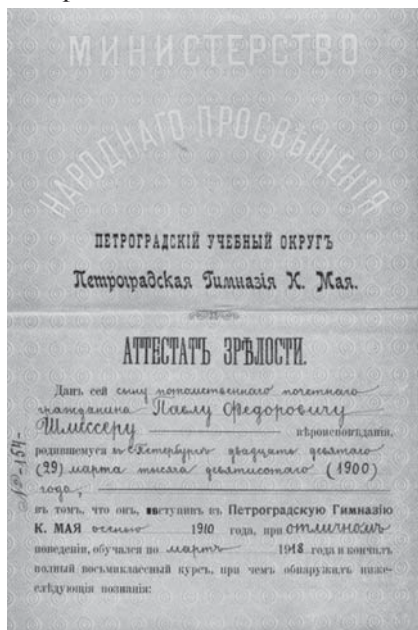 МИНИСТЕРСТВО
НАРОДНАГО ПРОСВѢЩЕНІЯ
ПЕТРОГРАДСКІЙ УЧЕБНЫЙ ОКРУГЪ
Петроградская Гимназія К. Мая.
АТТЕСТАТЪ ЗРѢЛОСТИ.
Данъ сей сыну потомственнаго почетнаго
гражданина Павлу Федоровичу
Шлиссеру вѣроисповѣданія,
родившемуся въ С-Петербургѣ двадцать девятаго
(29) марта тысяча девятисотаго (1900)
года,
въ томъ, что онъ, вступивъ въ Петроградскую Гимназію
К. МАЯ осенью 1910 года, при отличномъ
поведеніи, обучался по мартъ 1918 года и кончилъ
полный восьмиклассный курсъ, при чемъ обнаружилъ ниже-
слѣдующія познанія:
№-154-